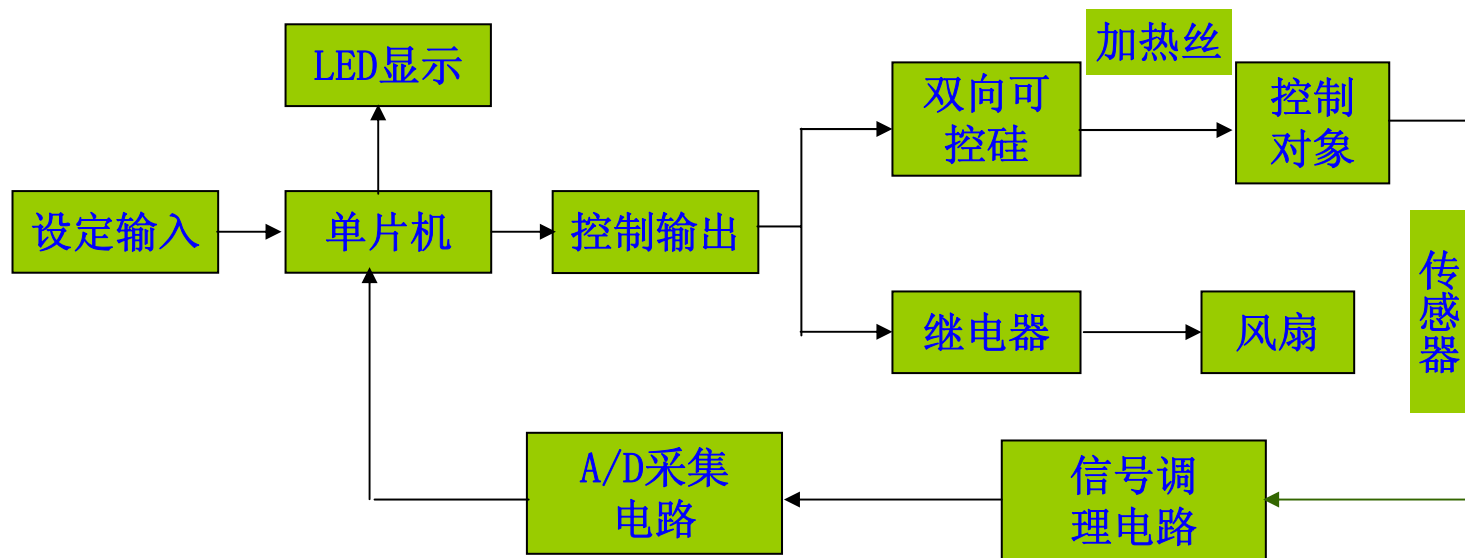 LED显示
加热丝
双向可
控硅
控制
对象
设定输入
单片机
控制输出
传
感
器
继电器
风扇
A/D采集
电路
信号调
理电路